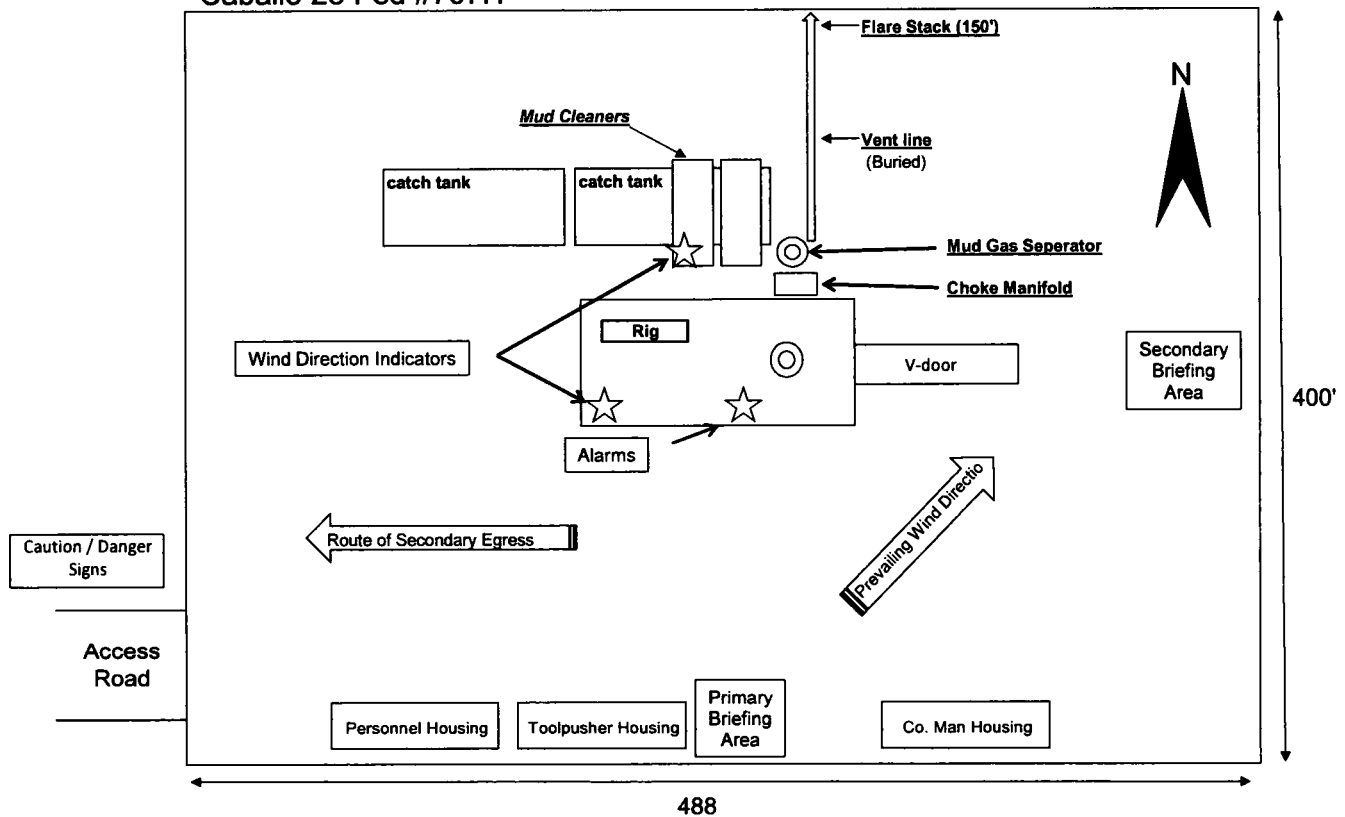 Flare Stack (150')
N
Mud Cleaners
Vent line
(Buried)
catch tank
catch tank
Mud Gas Seperator
Choke Manifold
Rig
Wind Direction Indicators
V-door
Secondary
Briefing
Area
400'
Alarms
Prevailing Wind Directio
Route of Secondary Egress
Caution / Danger
Signs
Access
Road
Personnel Housing
Toolpusher Housing
Primary
Briefing
Area
Co. Man Housing
488